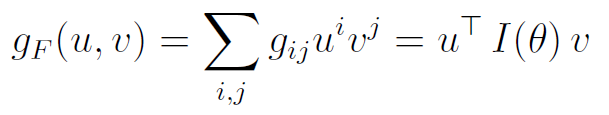 g_F(u, v) = \sum_{i,j} g_{ij} u^i v^j = u^\top I(\theta) v